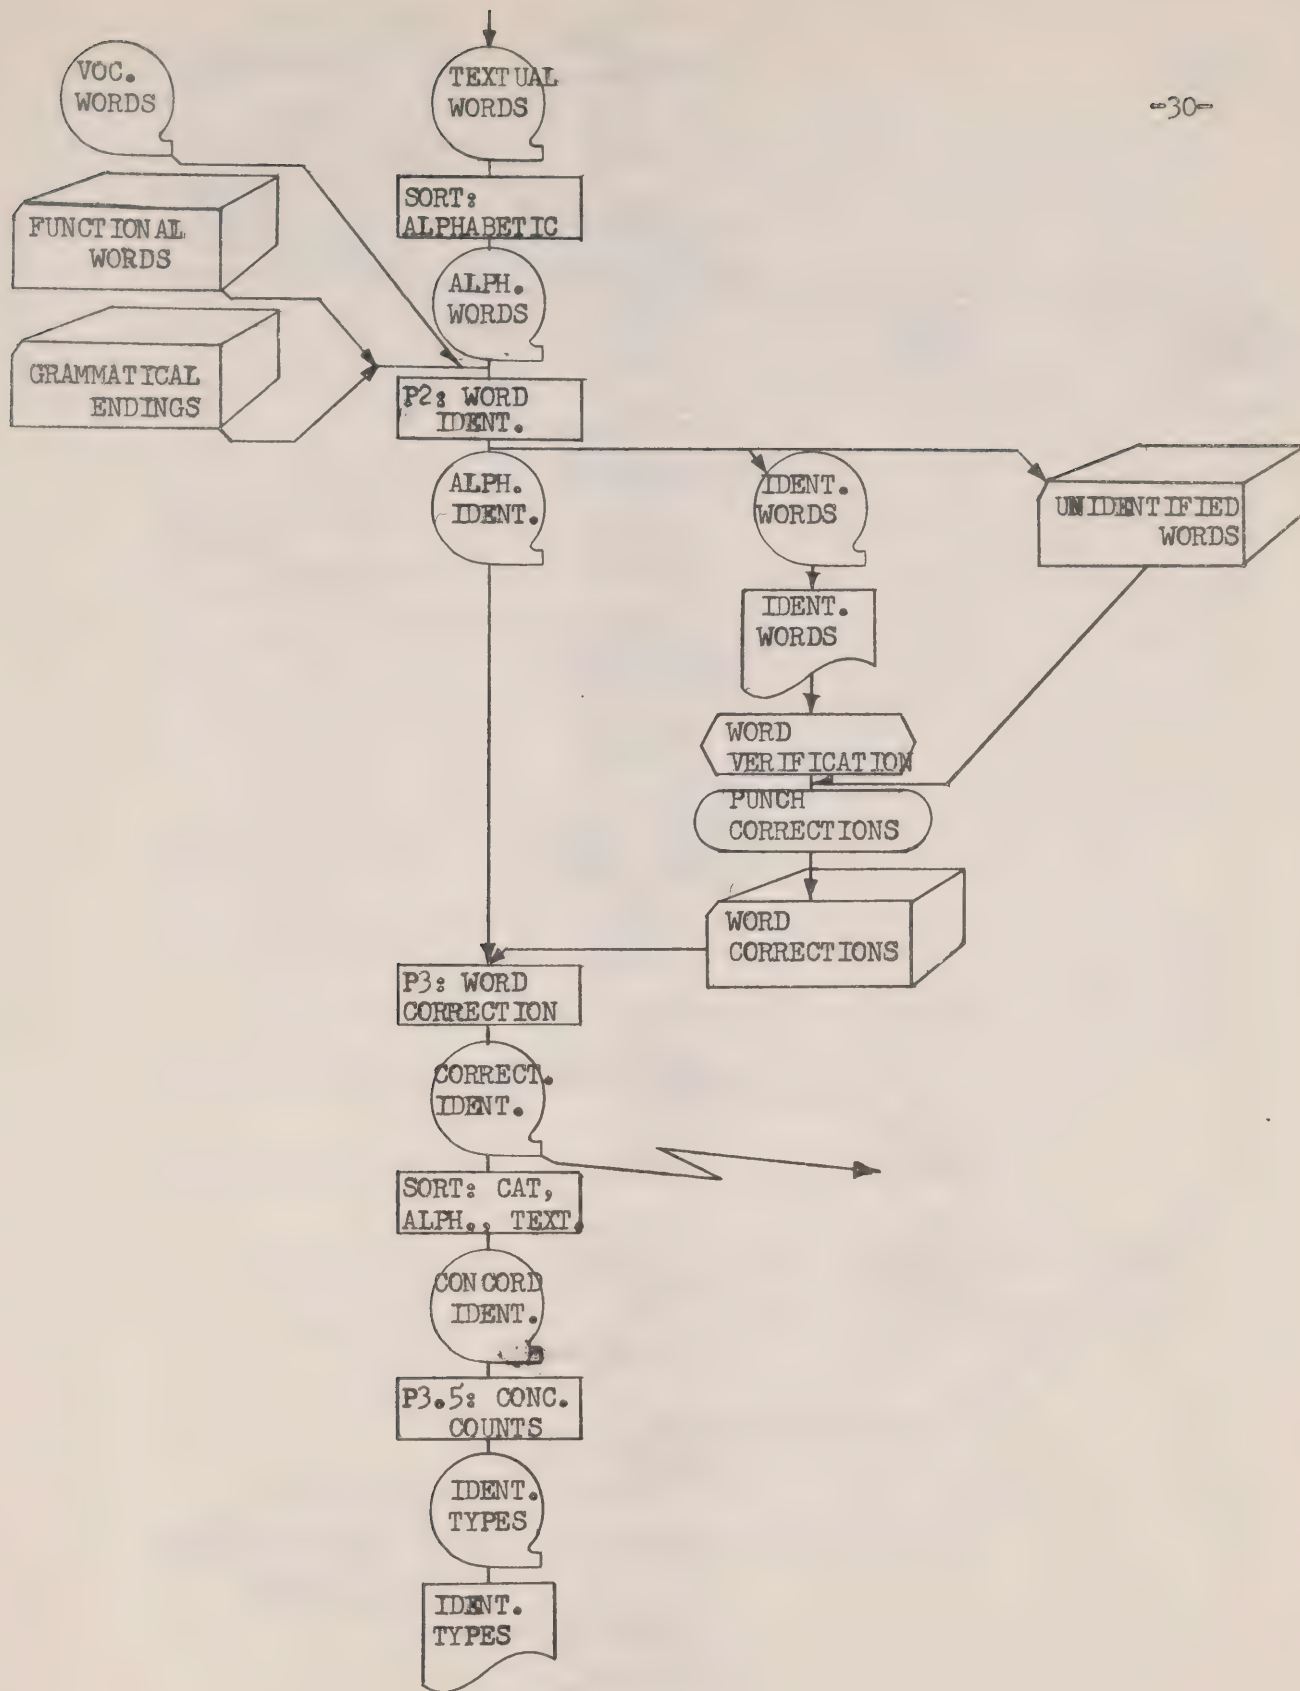 -30-
VOC.
WORDS
TEXTUAL
WORDS
SORT:
ALPHABETIC
FUNCTIONAL
WORDS
ALPH.
WORDS
GRAMMATICAL
ENDINGS
P2: WORD
IDENT.
ALPH.
IDENT.
IDENT.
WORDS
UNIDENTIFIED
WORDS
IDENT.
WORDS
WORD
VERIFICATION
PUNCH
CORRECTIONS
WORD
CORRECTIONS
P3: WORD
CORRECTION
CORRECT.
IDENT.
SORT: CAT,
ALPH., TEXT.
CONCORD
IDENT.
P3.5: CONC.
COUNTS
IDENT.
TYPES
IDENT.
TYPES